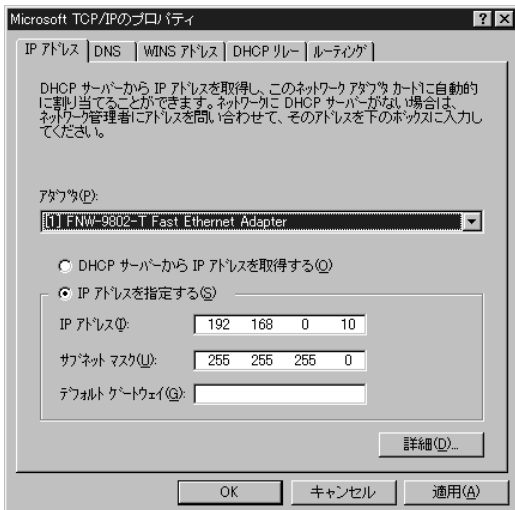 Microsoft TCP/IPのプロパティ
IP アドレス DNS WINS アドレス DHCP リレー ルーティング
DHCP サーバーから IP アドレスを取得し、このネットワーク アダプタ カードに自動的
に割り当てることができます。ネットワークに DHCP サーバーがない場合は、
ネットワーク管理者にアドレスを問い合わせて、そのアドレスを下のボックスに入力し
てください。
アダプタ(P):
[1] FNW-9802-T Fast Ethernet Adapter
DHCP サーバーから IP アドレスを取得する(O)
IP アドレスを指定する(S)
IP アドレス(I): 192 168 0 10
サブネット マスク(U): 255 255 255 0
デフォルト ゲートウェイ(G):
詳細(D)...
OK キャンセル 適用(A)